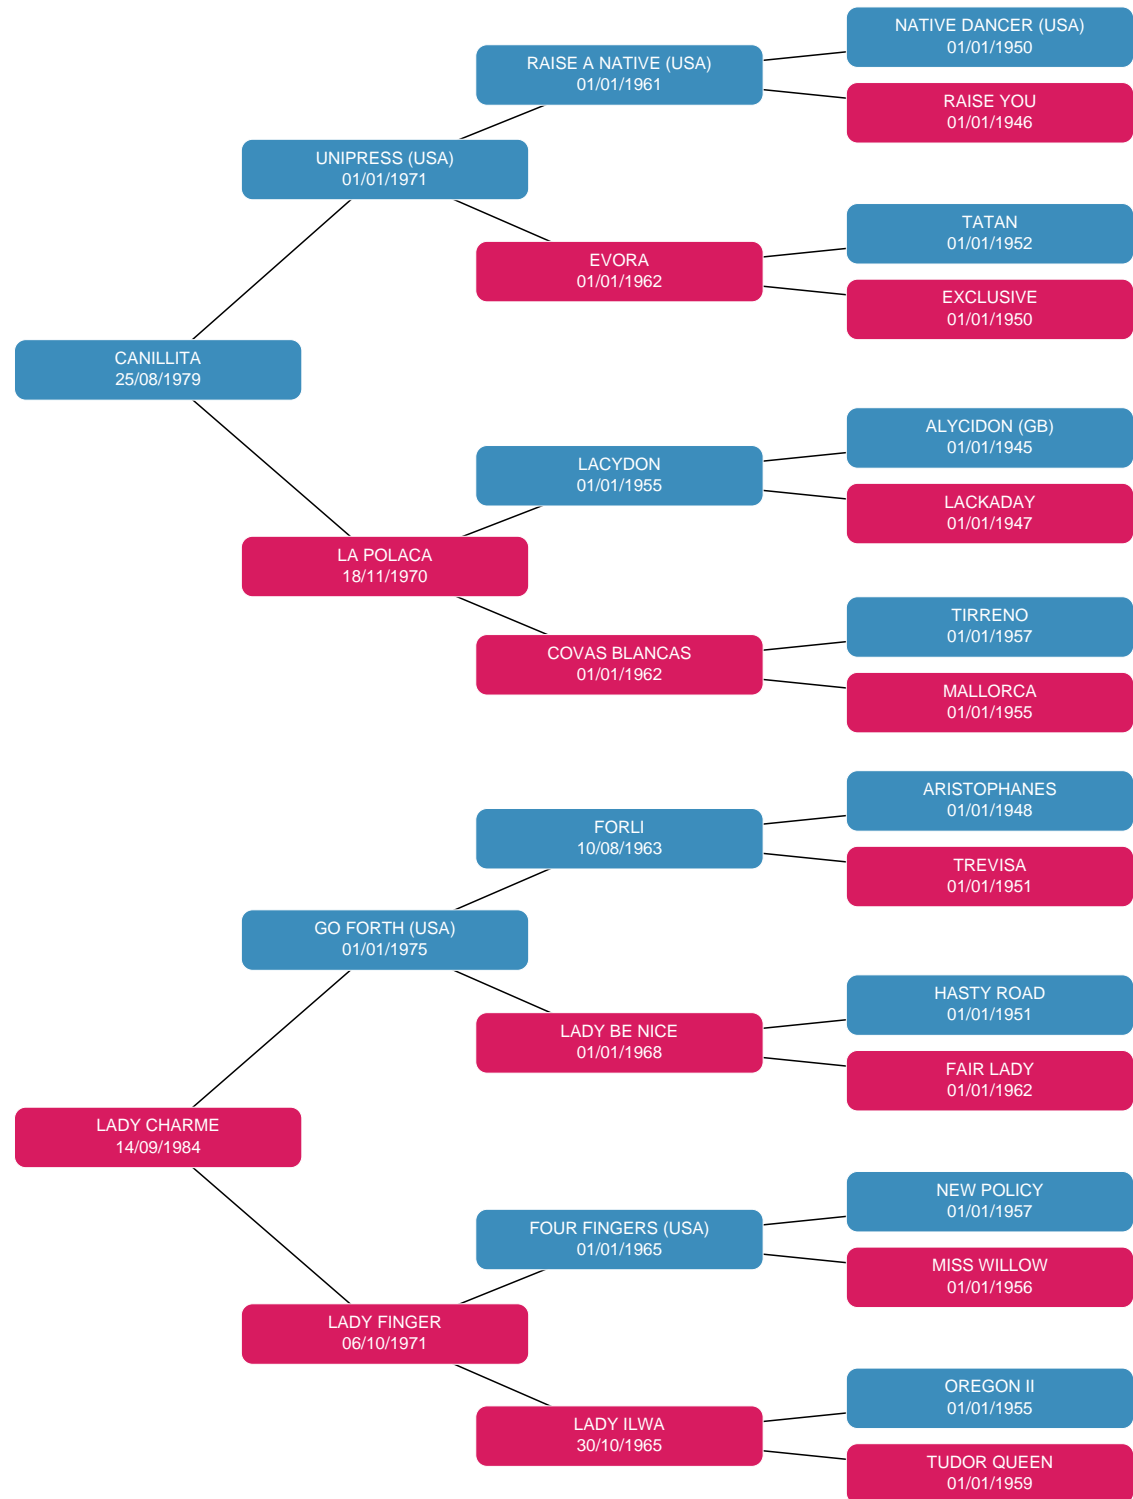 NATIVE DANCER (USA)
01/01/1950
RAISE A NATIVE (USA)
01/01/1961
RAISE YOU
01/01/1946
UNIPRESS (USA)
01/01/1971
TATAN
01/01/1952
EVORA
01/01/1962
EXCLUSIVE
01/01/1950
CANILLITA
25/08/1979
ALYCIDON (GB)
01/01/1945
LACYDON
01/01/1955
LACKADAY
01/01/1947
LA POLACA
18/11/1970
TIRRENO
01/01/1957
COVAS BLANCAS
01/01/1962
MALLORCA
01/01/1955
ARISTOPHANES
01/01/1948
FORLI
10/08/1963
TREVISA
01/01/1951
GO FORTH (USA)
01/01/1975
HASTY ROAD
01/01/1951
LADY BE NICE
01/01/1968
FAIR LADY
01/01/1962
LADY CHARME
14/09/1984
NEW POLICY
01/01/1957
FOUR FINGERS (USA)
01/01/1965
MISS WILLOW
01/01/1956
LADY FINGER
06/10/1971
OREGON II
01/01/1955
LADY ILWA
30/10/1965
TUDOR QUEEN
01/01/1959